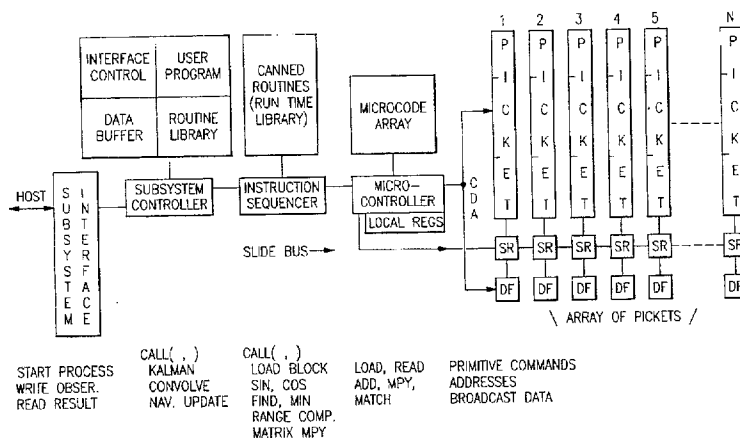 1 2 3 4 5 N
INTERFACE CONTROL
USER PROGRAM
DATA BUFFER
ROUTINE LIBRARY
CANNED ROUTINES (RUN TIME LIBRARY)
MICROCODE ARRAY
PICKET
PICKET
PICKET
PICKET
PICKET
PICKET
HOST
SUBSYSTEM INTERFACE
SUBSYSTEM CONTROLLER
INSTRUCTION SEQUENCER
MICRO-CONTROLLER
LOCAL REGS
CDA
SLIDE BUS
SR SR SR SR SR SR
DF DF DF DF DF DF
\ ARRAY OF PICKETS /
START PROCESS
WRITE OBSER.
READ RESULT
CALL( , )
KALMAN
CONVOLVE
NAV. UPDATE
CALL( , )
LOAD BLOCK
SIN, COS
FIND, MIN
RANGE COMP.
MATRIX MPY
LOAD, READ
ADD, MPY,
MATCH
PRIMITIVE COMMANDS
ADDRESSES
BROADCAST DATA